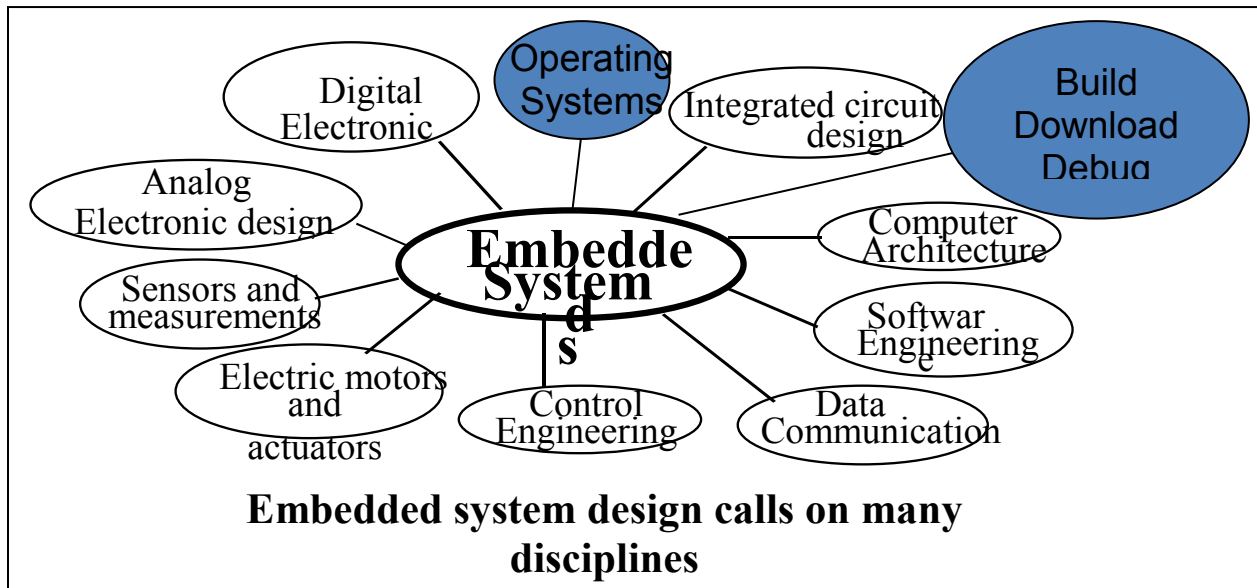 Operating
Systems
Build
Download
Debug
Digital
Electronic
Integrated circuit
design
Analog
Electronic design
Computer
Architecture
Embedde
System
d
s
Sensors and
measurements
Softwar
Engineering
e
Electric motors
and
actuators
Control
Engineering
Data
Communication
Embedded system design calls on many
disciplines